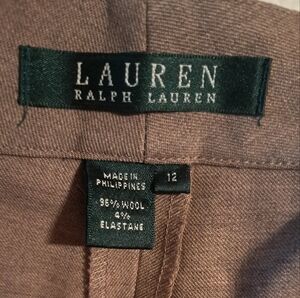 LAUREN
RALPH LAUREN
MADE IN
PHILIPPINES
12
96% WOOL
4%
ELASTANE